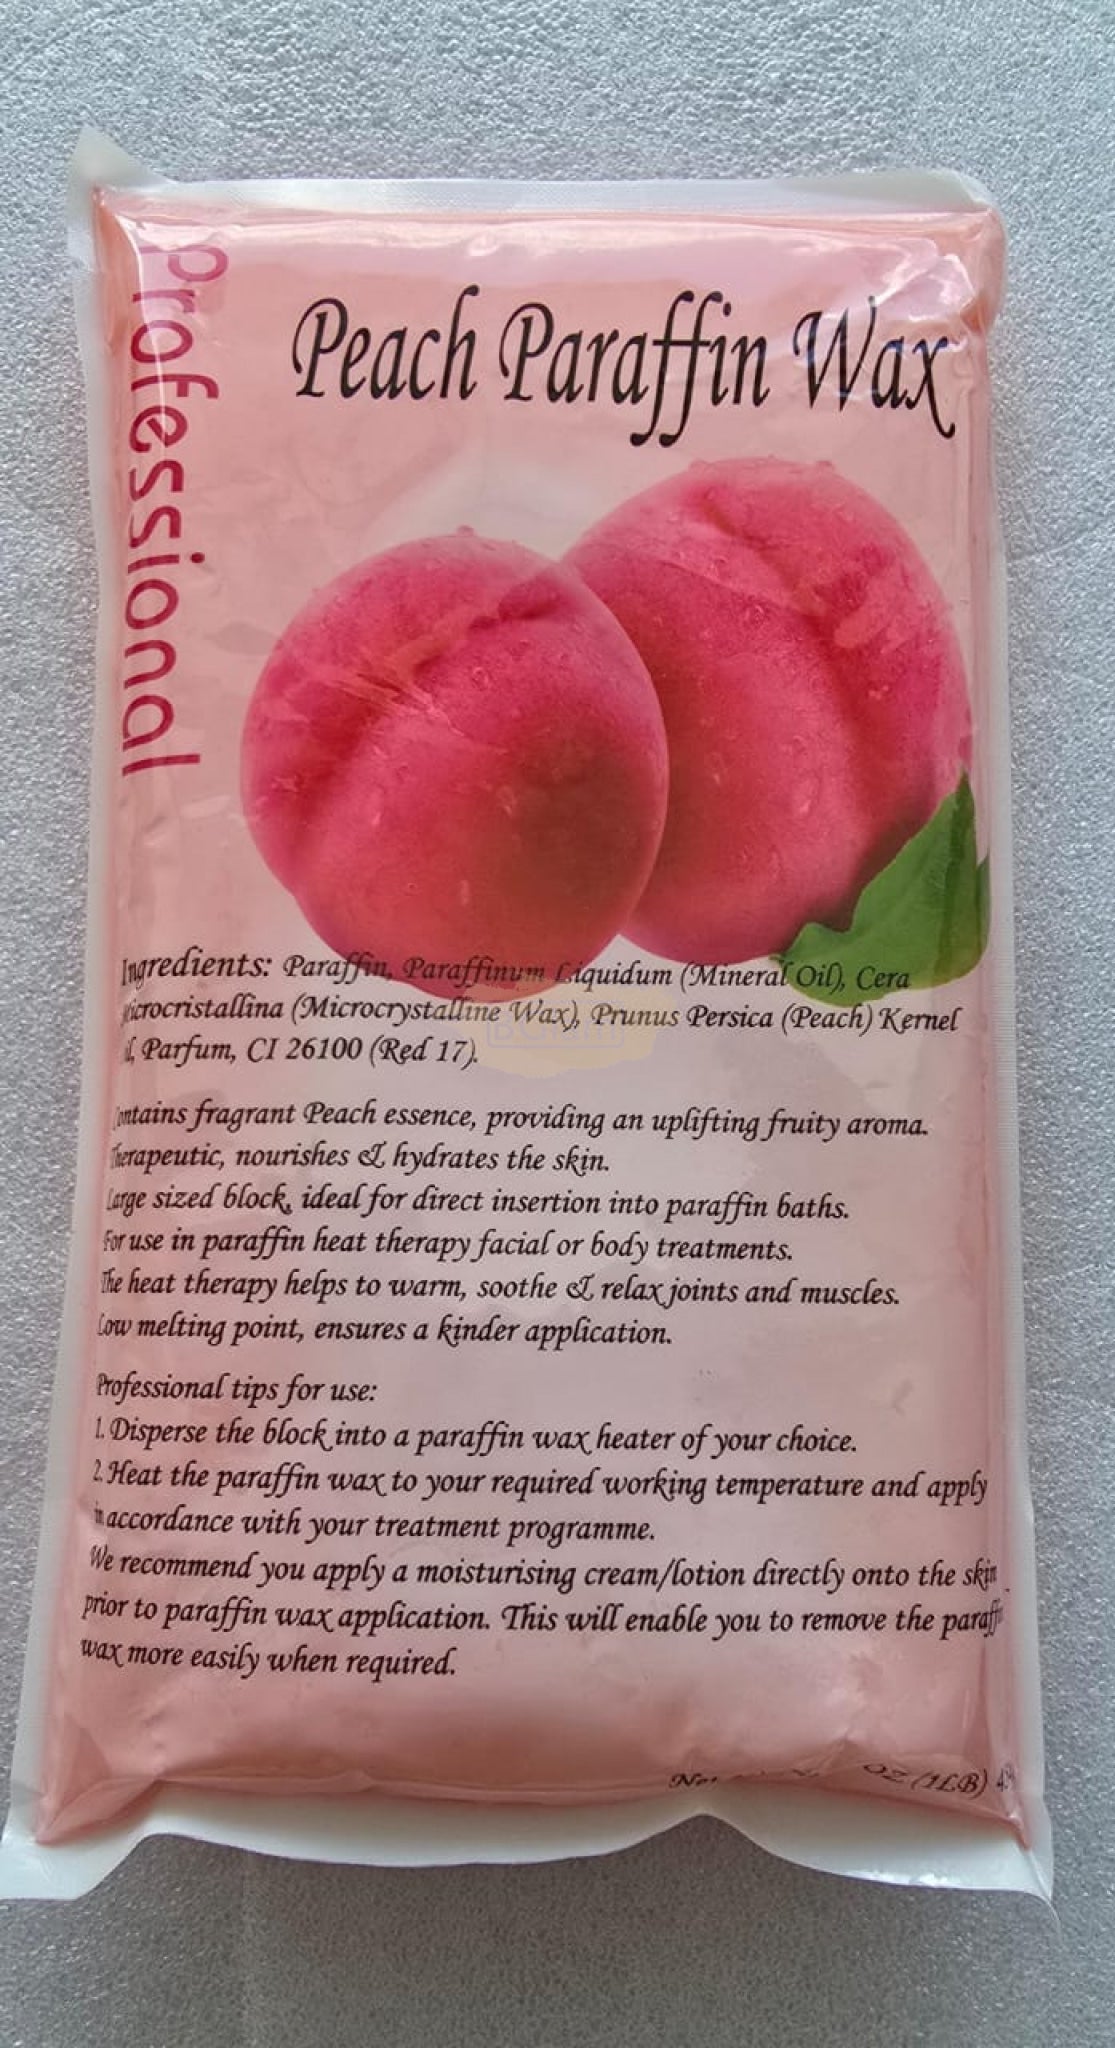 Professional
Peach Paraffin Wax
Ingredients: Paraffin, Paraffinum Liquidum (Mineral Oil), Cera
Microcristallina (Microcrystalline Wax), Prunus Persica (Peach) Kernel
Parfum, CI 26100 (Red 17).
Contains fragrant Peach essence, providing an uplifting fruity aroma.
Therapeutic, nourishes & hydrates the skin.
Large sized block, ideal for direct insertion into paraffin baths.
For use in paraffin heat therapy facial or body treatments.
The heat therapy helps to warm, soothe & relax joints and muscles.
Low melting point, ensures a kinder application.
Professional tips for use:
1. Disperse the block into a paraffin wax heater of your choice.
2. Heat the paraffin wax to your required working temperature and apply
in accordance with your treatment programme.
We recommend you apply a moisturising cream/lotion directly onto the skin
prior to paraffin wax application. This will enable you to remove the paraffin
wax more easily when required.
OZ (1LB)